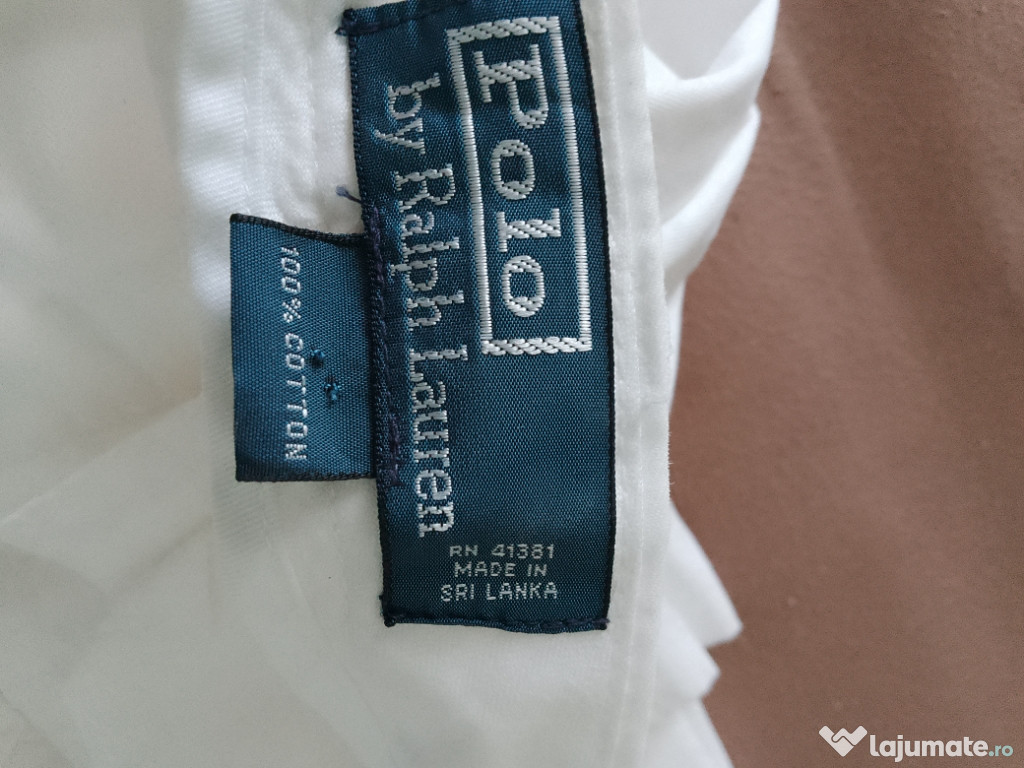 Polo
by Ralph Lauren
RN 41381
MADE IN
SRI LANKA
100% COTTON
lajumate.ro